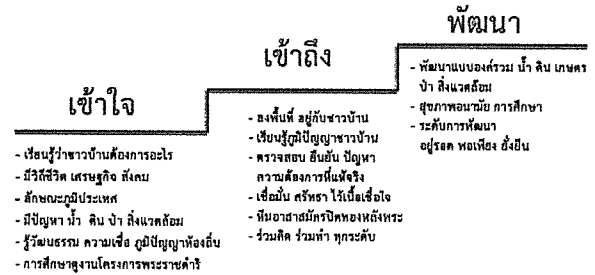 เข้าใจ
- เรียนรู้ว่าชาวบ้านต้องการอะไร
- มีวิถีชีวิต เศรษฐกิจ สังคม
- ลักษณะภูมิประเทศ
- มีปัญหา น้ำ ดิน ป่า สิ่งแวดล้อม
- รู้วัฒนธรรม ความเชื่อ ภูมิปัญญาท้องถิ่น
- การศึกษาดูงานโครงการพระราชดำริ
เข้าถึง
- ลงพื้นที่ อยู่กับชาวบ้าน
- เรียนรู้ภูมิปัญญาชาวบ้าน
- ตรวจสอบ ยืนยัน ปัญหา
ความต้องการที่แท้จริง
- เชื่อมั่น ศรัทธา ไว้เนื้อเชื่อใจ
- ทีมอาสาสมัครปิดทองหลังพระ
- ร่วมคิด ร่วมทำ ทุกระดับ
พัฒนา
- พัฒนาแบบองค์รวม น้ำ ดิน เกษตร
ป่า สิ่งแวดล้อม
- สุขภาพอนามัย การศึกษา
- ระดับการพัฒนา
อยู่รอด พอเพียง ยั่งยืน